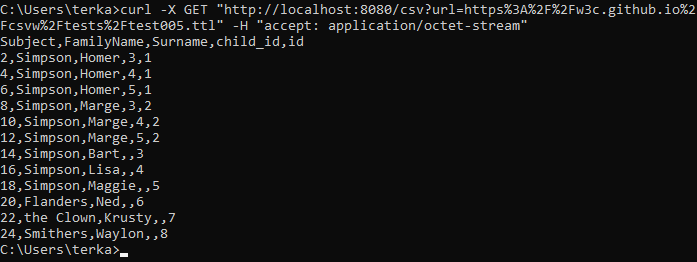 C:\Users\terka>curl -X GET "http://localhost:8080/csv?url=https%3A%2F%2Fw3c.github.io%2
Fcsvw%2Ftests%2Ftest005.ttl" -H "accept: application/octet-stream"
Subject,FamilyName,Surname,child_id,id
2,Simpson,Homer,3,1
4,Simpson,Homer,4,1
6,Simpson,Homer,5,1
8,Simpson,Marge,3,2
10,Simpson,Marge,4,2
12,Simpson,Marge,5,2
14,Simpson,Bart,,3
16,Simpson,Lisa,,4
18,Simpson,Maggie,,5
20,Flanders,Ned,,6
22,the Clown,Krusty,,7
24,Smithers,Waylon,,8
C:\Users\terka>